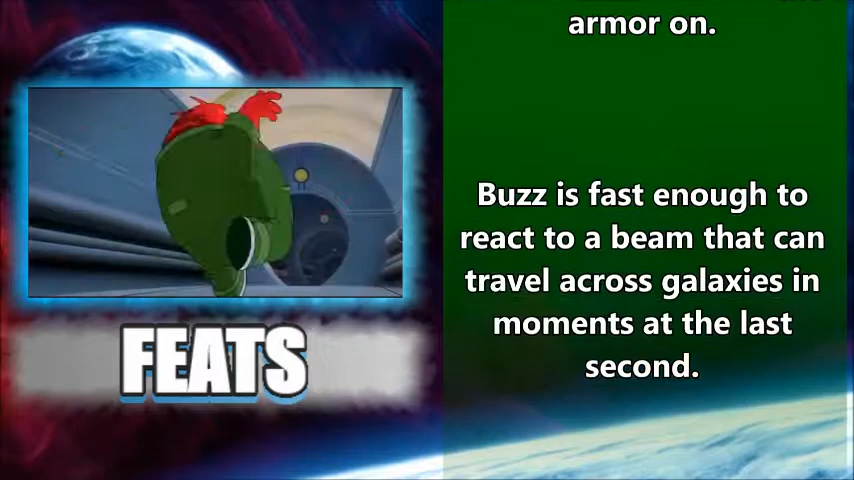 armor on.
Buzz is fast enough to
react to a beam that can
travel across galaxies in
moments at the last
second.
FEATS